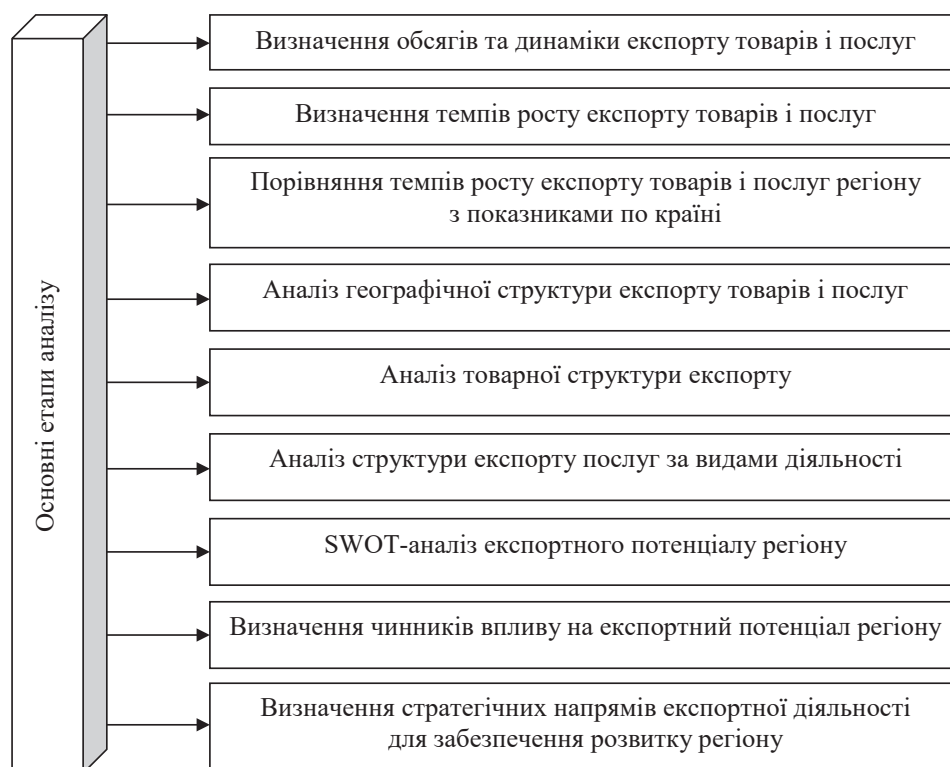 Основні етапи аналізу
Визначення обсягів та динаміки експорту товарів і послуг
Визначення темпів росту експорту товарів і послуг
Порівняння темпів росту експорту товарів і послуг регіону
з показниками по країні
Аналіз географічної структури експорту товарів і послуг
Аналіз товарної структури експорту
Аналіз структури експорту послуг за видами діяльності
SWOT-аналіз експортного потенціалу регіону
Визначення чинників впливу на експортний потенціал регіону
Визначення стратегічних напрямів експортної діяльності
для забезпечення розвитку регіону